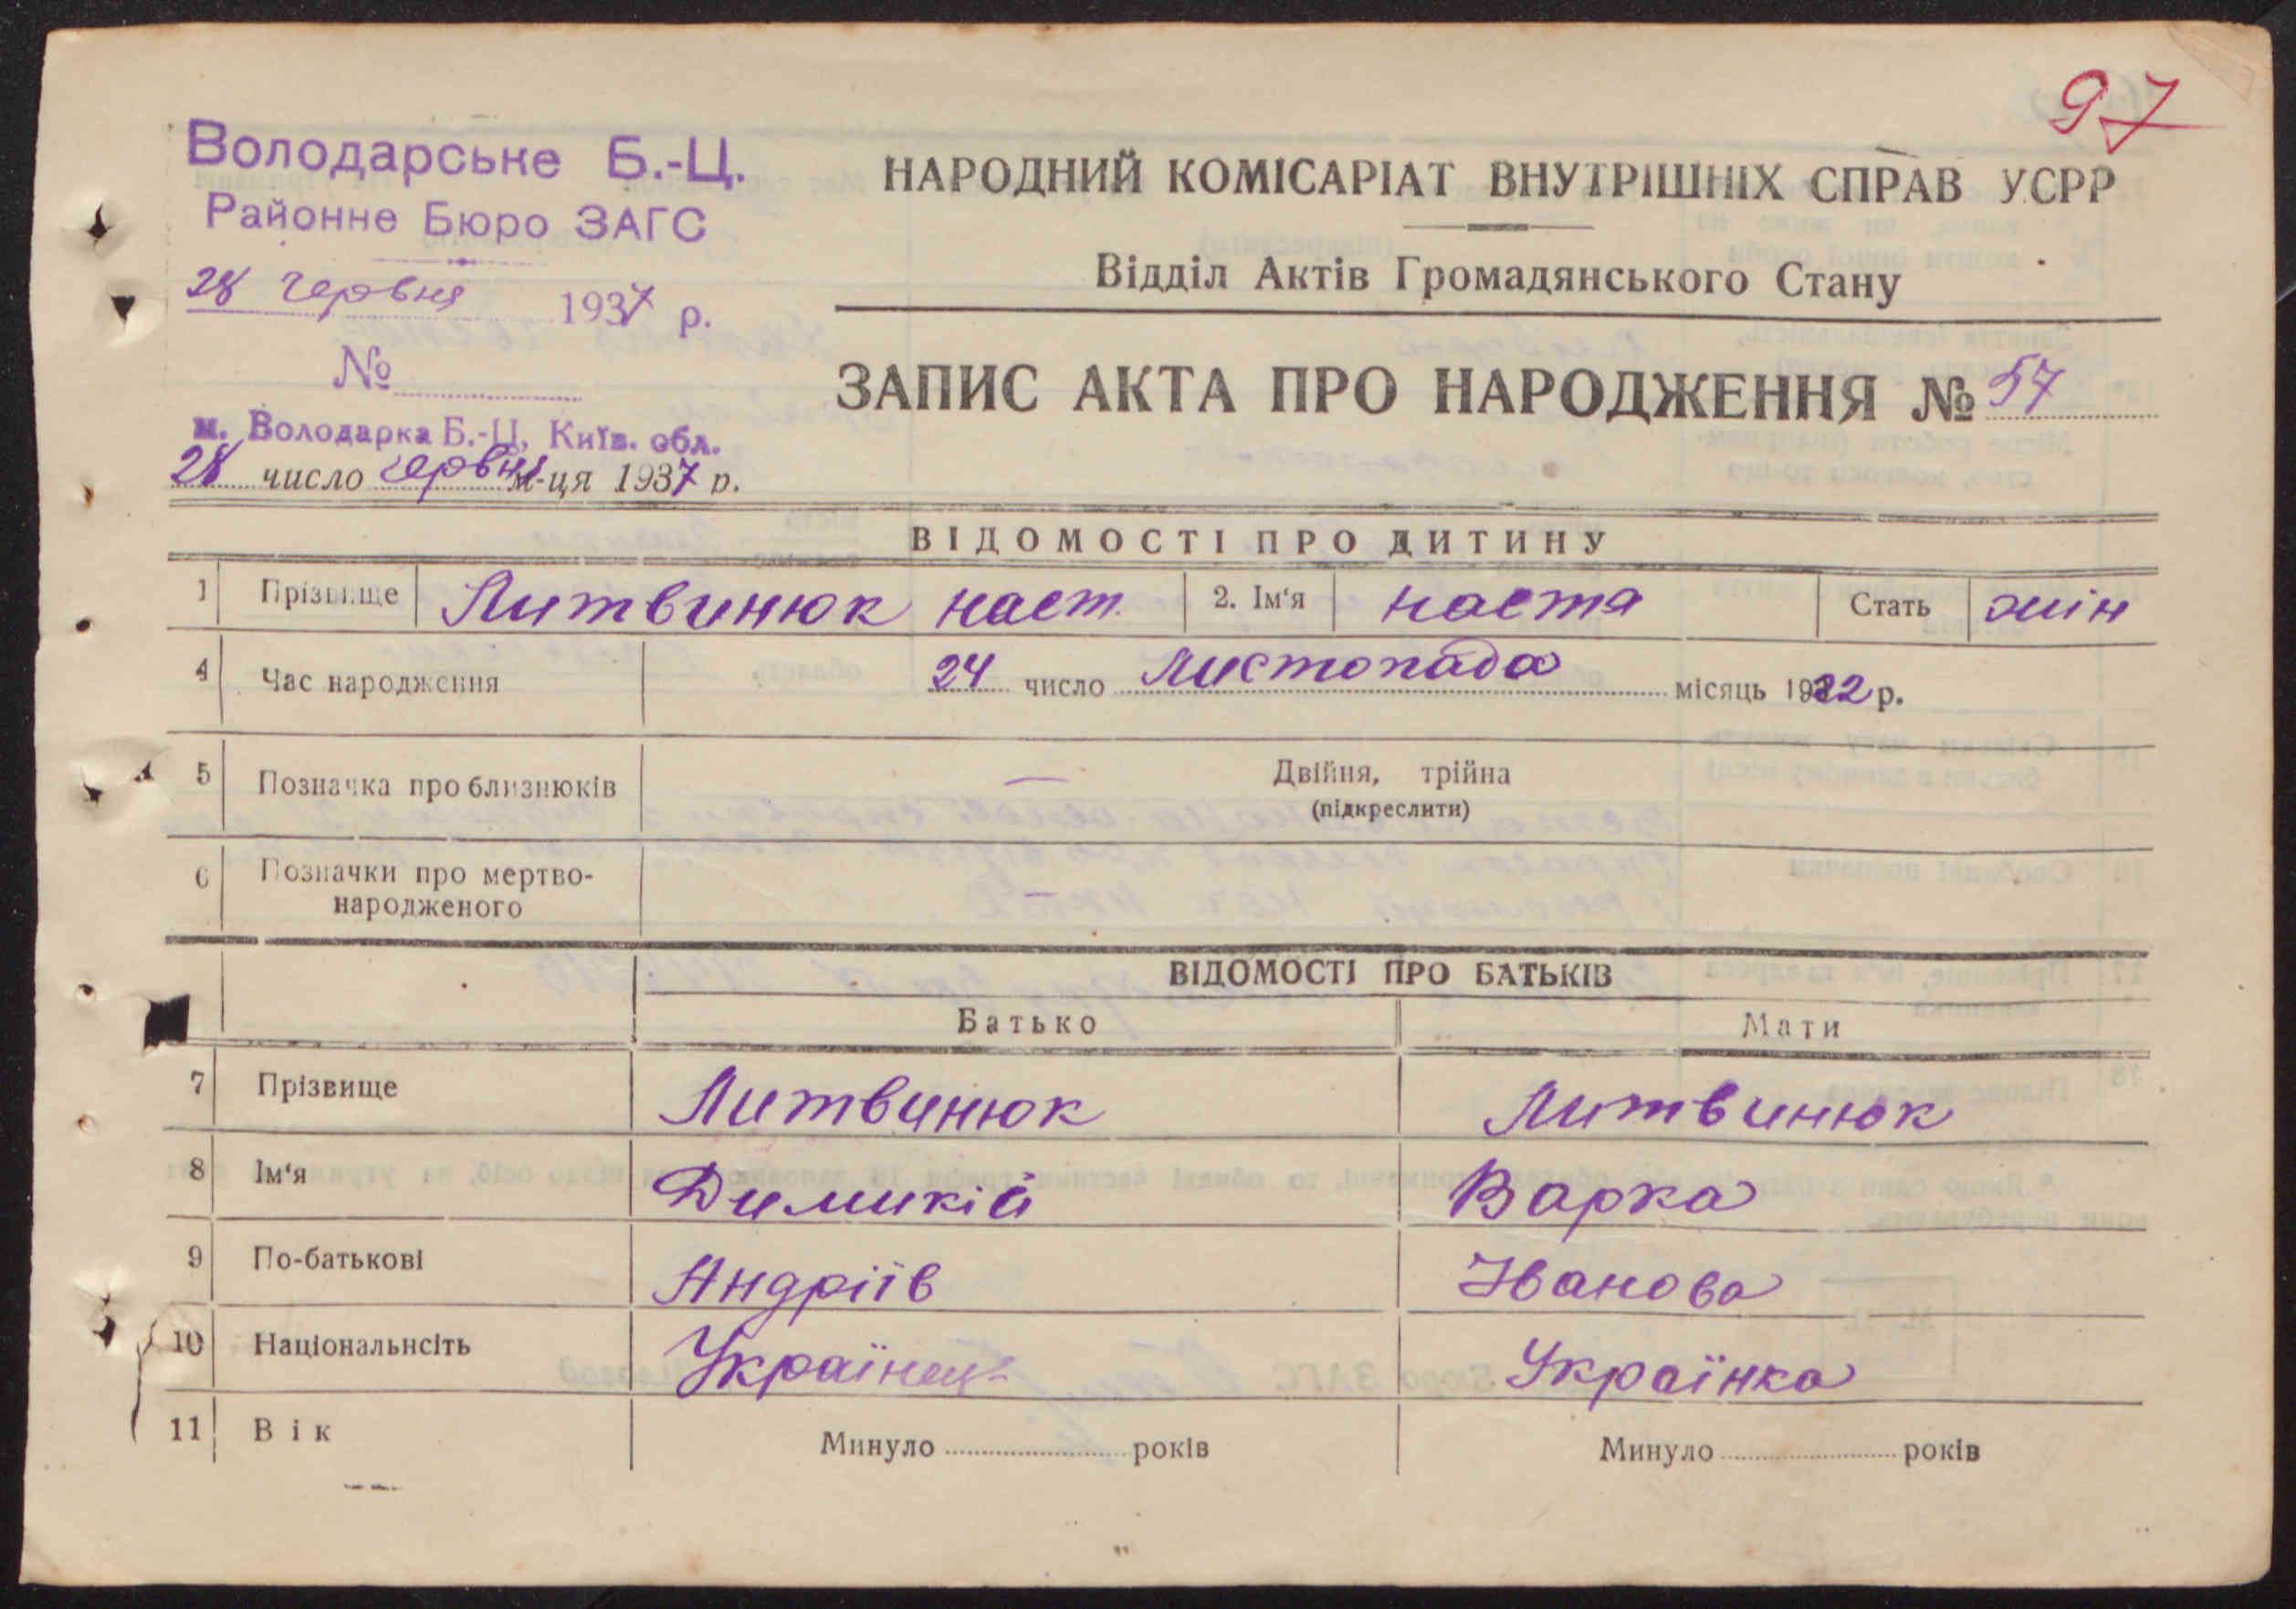 97
Володарське Б.-Ц.
Районне Бюро ЗАГС
28 червня 1937 р.
№
м. Володарка Б.-Ц, Київ. обл.
28 число червня м-ця 1937 р.
НАРОДНИЙ КОМІСАРІАТ ВНУТРІШНІХ СПРАВ УСРР
Відділ Актів Громадянського Стану
ЗАПИС АКТА ПРО НАРОДЖЕННЯ № 57
ВІДОМОСТІ ПРО ДИТИНУ
1 Прізвище Литвинюк наст. 2. Ім'я настя Стать жін
4 Час народження 24 число Листопада місяць 1922 р.
5 Позначка про близнюків — Двійня, трійна
(підкреслити)
6 Позначки про мертво-
народженого —
ВІДОМОСТІ ПРО БАТЬКІВ
Батько Мати
7 Прізвище Литвинюк Литвинюк
8 Ім'я Димикій Варка
9 По-батькові Андріїв Іванова
10 Національнсіть Українець Українка
11 Вік Минуло років Минуло років